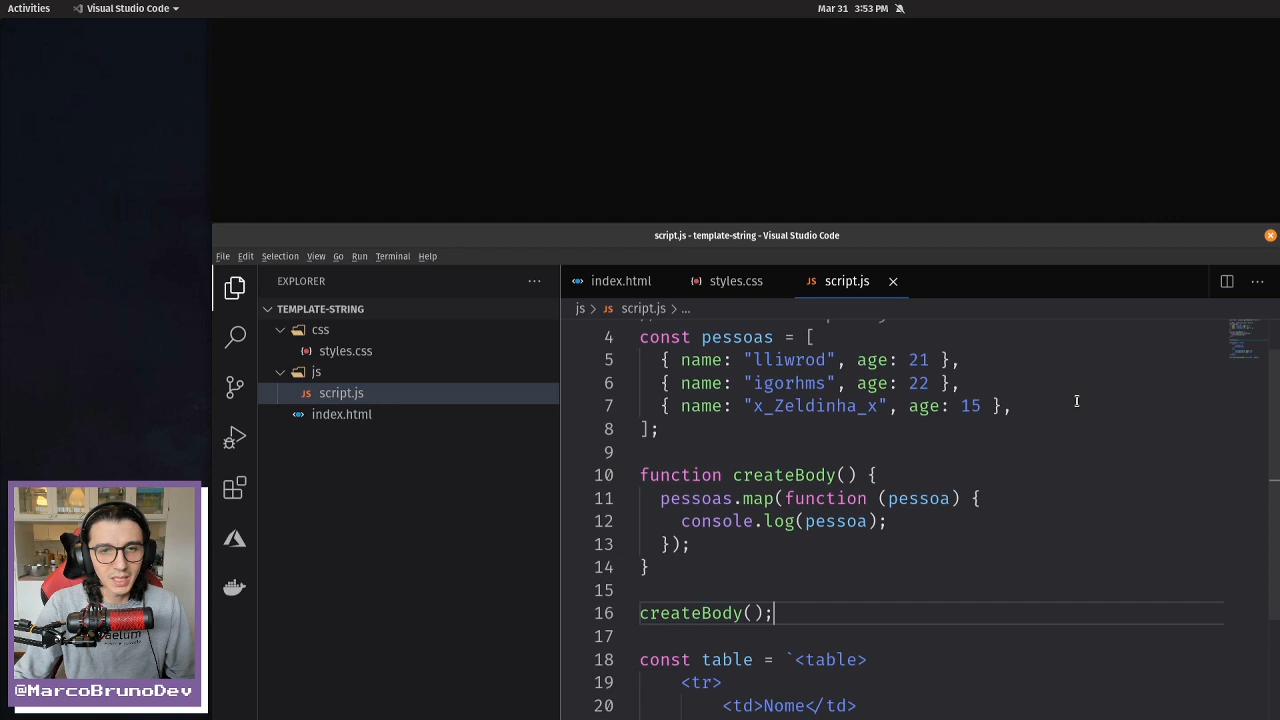 Activities
Visual Studio Code
Mar 31 3:53 PM
script.js - template-string - Visual Studio Code
File Edit Selection View Go Run Terminal Help
EXPLORER
TEMPLATE-STRING
css
styles.css
js
JS script.js
index.html
index.html
styles.css
JS script.js
js > JS script.js > ...
4 const pessoas = [
5 { name: "lliwrod", age: 21 },
6 { name: "igorhms", age: 22 },
7 { name: "x_Zeldinha_x", age: 15 },
8 ];
9
10 function createBody() {
11 pessoas.map(function (pessoa) {
12 console.log(pessoa);
13 });
14 }
15
16 createBody();
17
18 const table = `<table>
19 <tr>
20 <td>Nome</td>
aelum
@MarcoBrunoDev